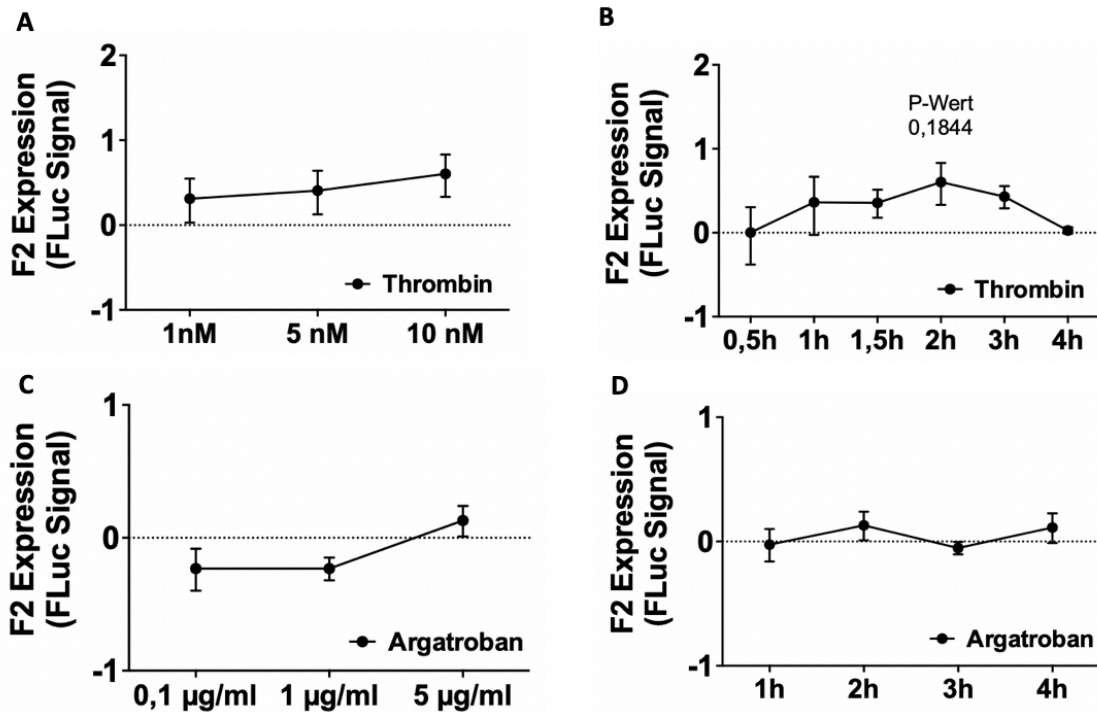 A
F2 Expression
(FLuc Signal)
2
1
0
-1
Thrombin
1nM
5 nM
10 nM
B
F2 Expression
(FLuc Signal)
2
1
0
-1
P-Wert
0,1844
Thrombin
0,5h
1h
1,5h
2h
3h
4h
C
F2 Expression
(FLuc Signal)
1
0
-1
Argatroban
0,1 µg/ml
1 µg/ml
5 µg/ml
D
F2 Expression
(FLuc Signal)
1
0
-1
Argatroban
1h
2h
3h
4h